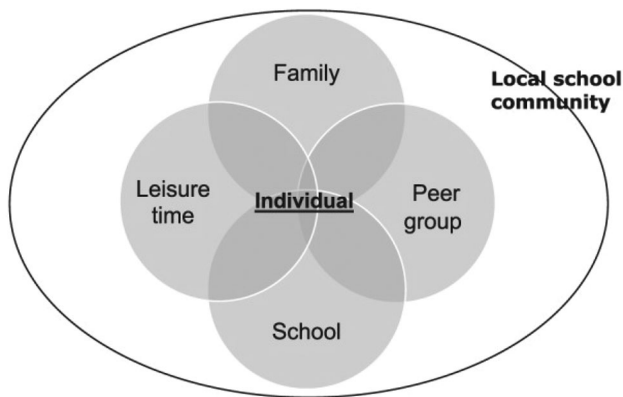 Family
Local school
community
Leisure
time
Individual
Peer
group
School